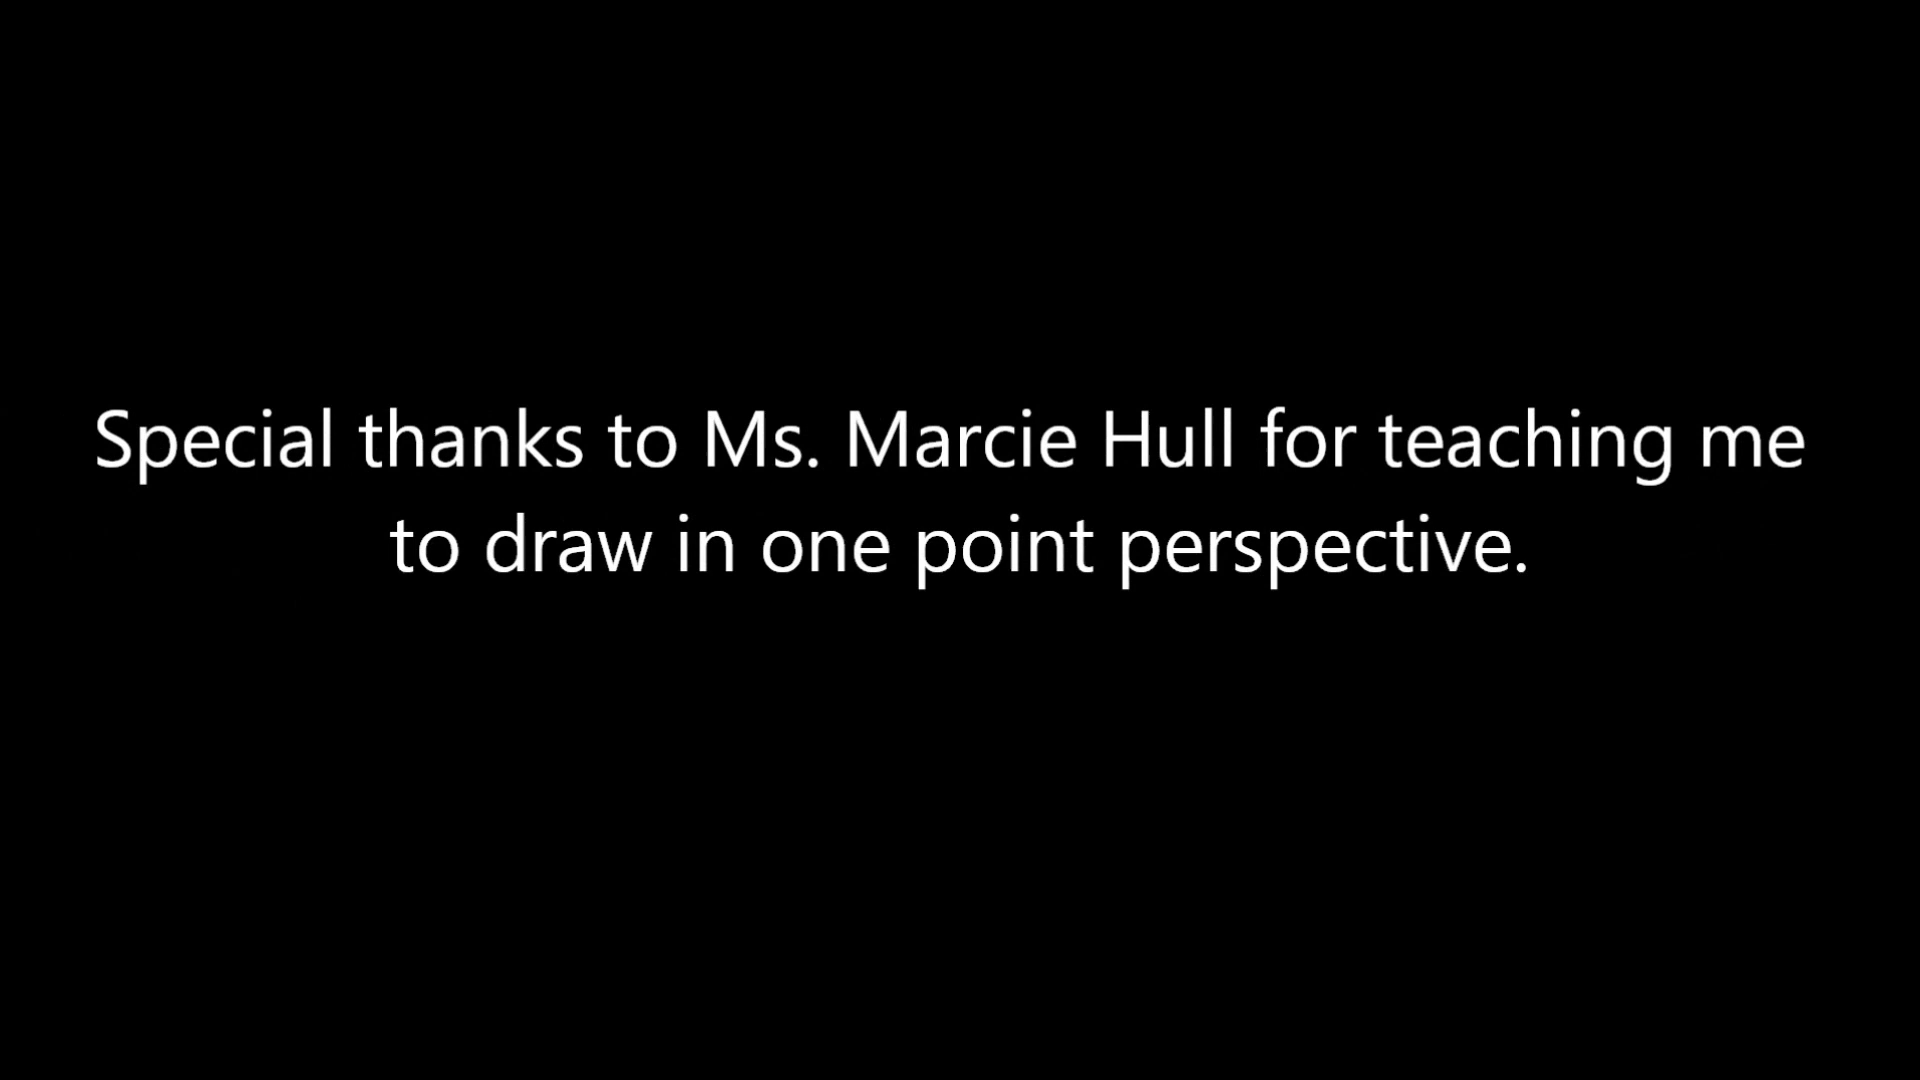 Special thanks to Ms. Marcie Hull for teaching me
to draw in one point perspective.